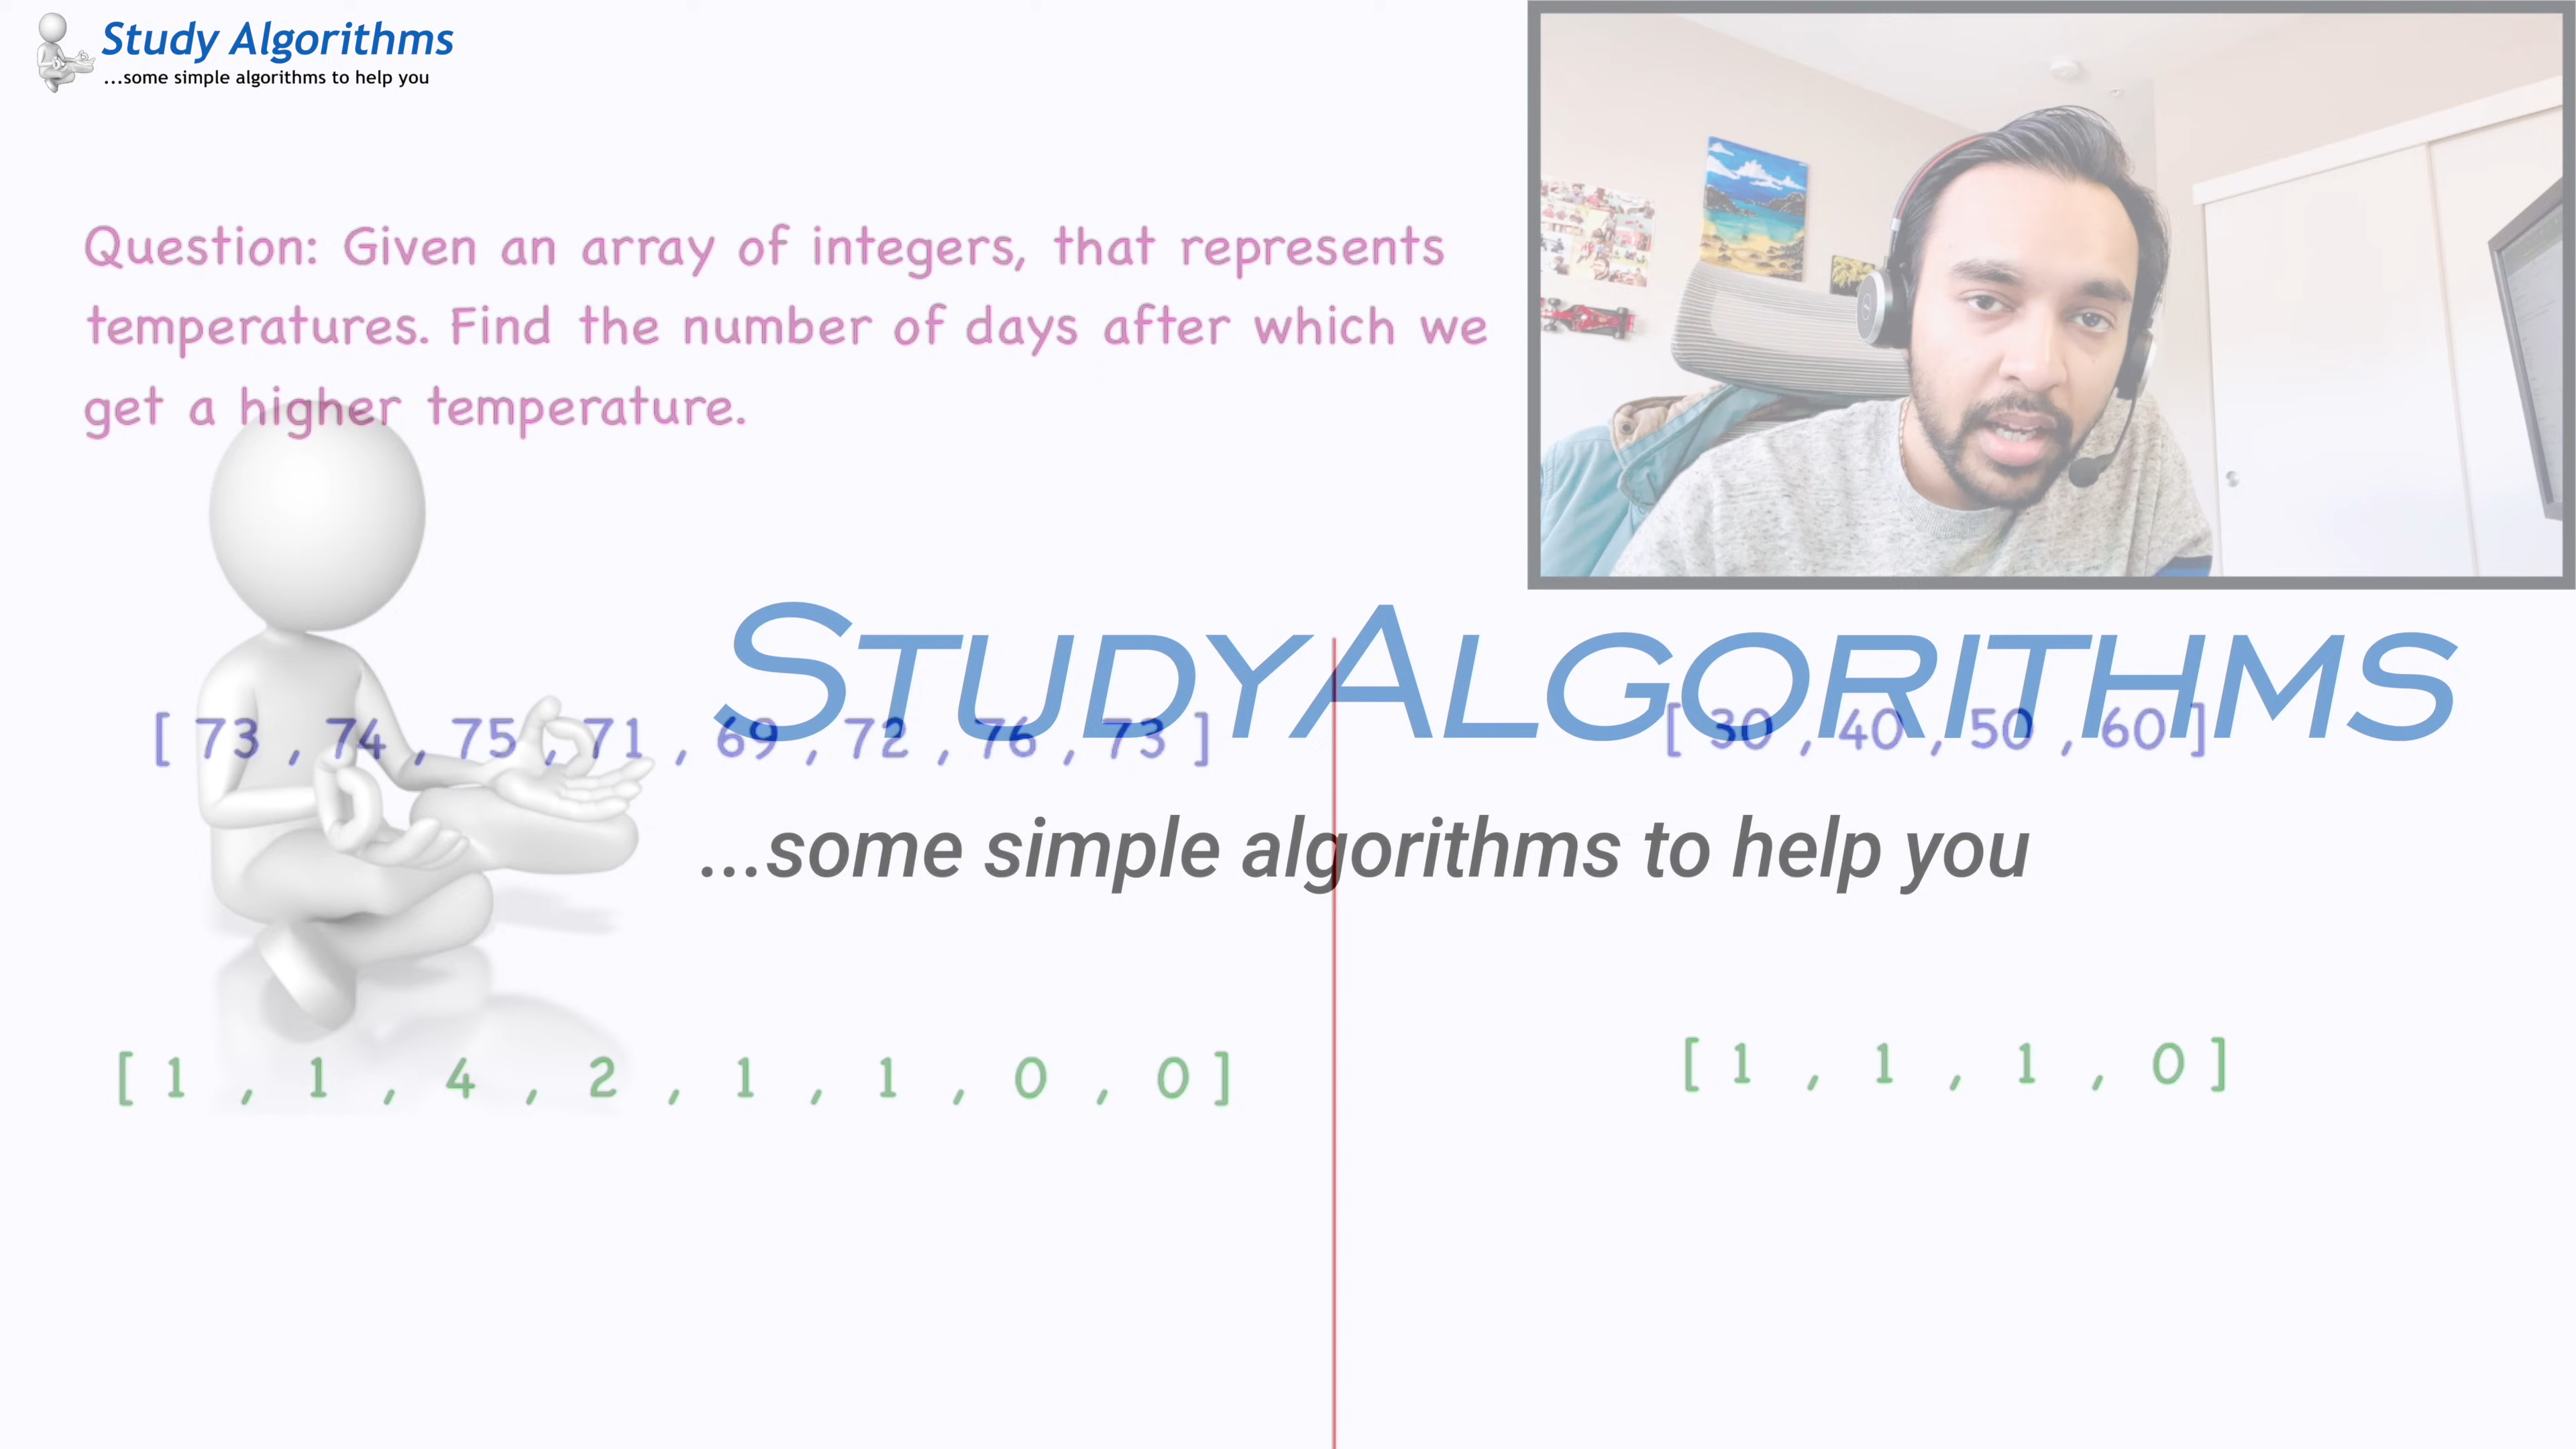 Study Algorithms
...some simple algorithms to help you
Question: Given an array of integers, that represents
temperatures. Find the number of days after which we
get a higher temperature.
STUDYALGORITHMS
[ 73 , 74 , 75 , 71 , 69 , 72 , 76 , 73 ]
[ 30 , 40 , 50 , 60 ]
...some simple algorithms to help you
[ 1 , 1 , 4 , 2 , 1 , 1 , 0 , 0 ]
[ 1 , 1 , 1 , 0 ]